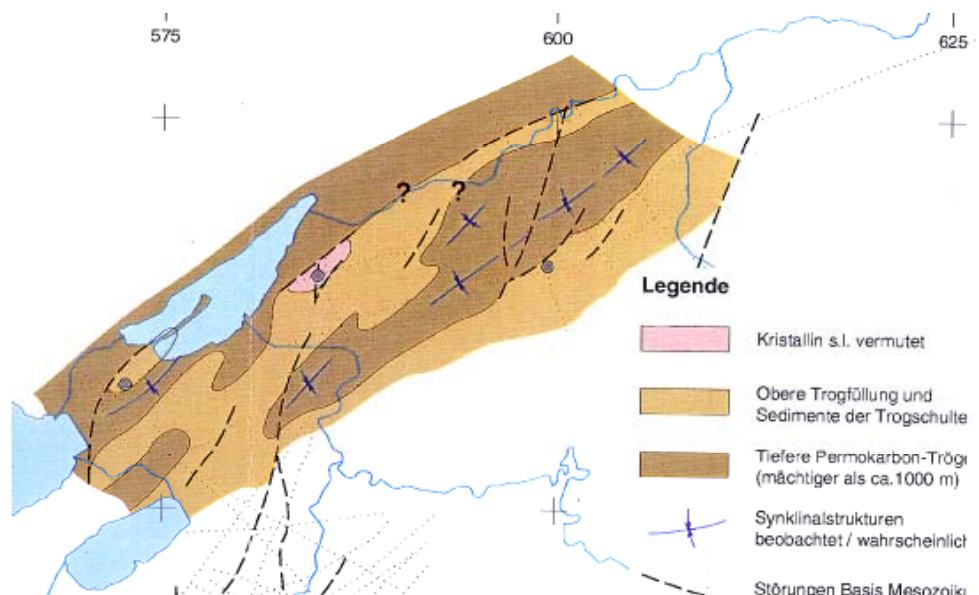 575
600
625
?
?
Legende
Kristallin s.l. vermutet
Obere Trogfüllung und
Sedimente der Trogschulte
Tiefere Permokarbon-Tröge
(mächtiger als ca.1000 m)
Synklinalstrukturen
beobachtet / wahrscheinlich
Störungen Basis Mesozoik